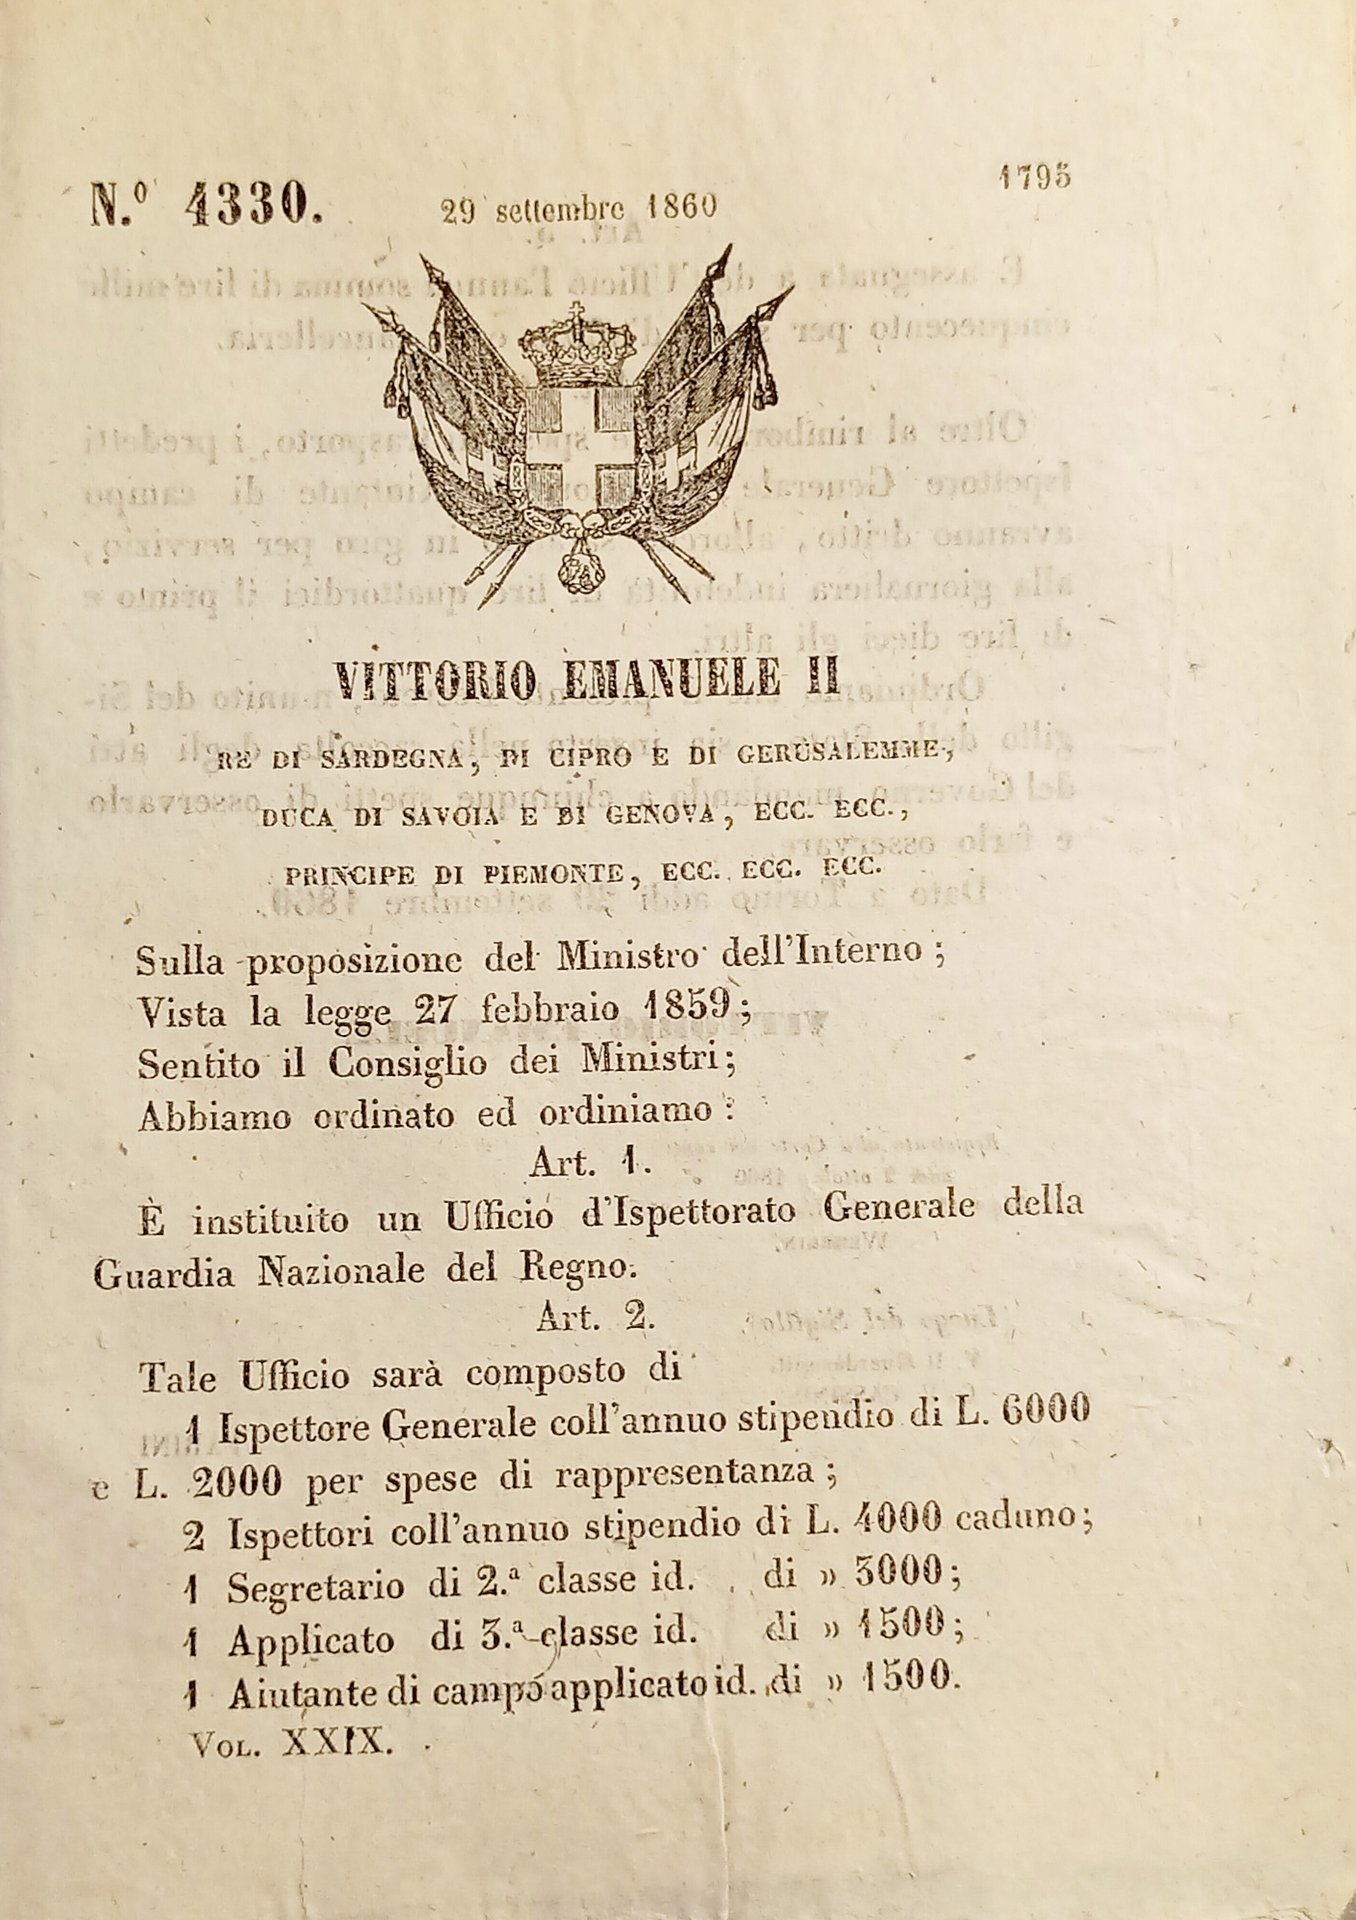 N.º 4330.
29 settembre 1860
1795
VITTORIO EMANUELE II
RE DI SARDEGNA, DI CIPRO E DI GERUSALEMME,
DUCA DI SAVOIA E DI GENOVA, ECC. ECC.,
PRINCIPE DI PIEMONTE, ECC. ECC. ECC.
Sulla proposizione del Ministro dell'Interno;
Vista la legge 27 febbraio 1859;
Sentito il Consiglio dei Ministri;
Abbiamo ordinato ed ordiniamo:
Art. 1.
È instituito un Ufficio d'Ispettorato Generale della
Guardia Nazionale del Regno.
Art. 2.
Tale Ufficio sarà composto di
1 Ispettore Generale coll'annuo stipendio di L. 6000
e L. 2000 per spese di rappresentanza;
2 Ispettori coll'annuo stipendio di L. 4000 caduno;
1 Segretario di 2.ª classe id. di » 3000;
1 Applicato di 3.ª classe id. di » 1500;
1 Aiutante di campo applicato id. di » 1500.
VOL. XXIX.